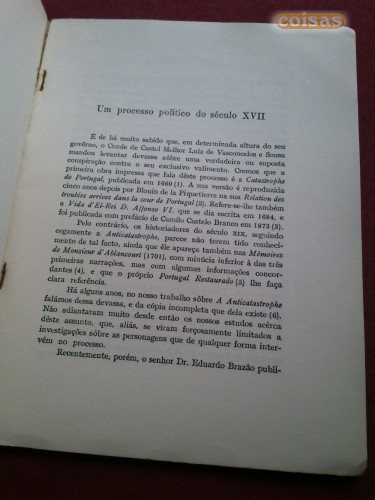 coisas
Um processo político do século XVII
É de há muito sabido que, em determinada altura do seu
govêrno, o Conde de Castel Melhor Luiz de Vasconcelos e Sousa
mandou levantar devassa sôbre uma verdadeira ou suposta
conspiração contra o seu exclusivo valimento. Cremos que a
primeira obra impressa que fala dêste processo é a Catastrophe
de Portugal, publicada em 1669 (1). A sua versão é reproduzida
cinco anos depois por Blouin de la Piquetierre na sua Relation des
troubles arrivez dans la cour de Portugal (2). Refere-se-lhe também
a Vida d'El-Rei D. Affonso VI, que se diz escrita em 1684, e
foi publicada com prefácio de Camilo Castelo Branco em 1873 (3).
Pelo contrário, os historiadores do século XIX, seguindo
cegamente a Anticatastrophe, parece não terem tido conheci-
mento de tal facto, ainda que êle apareça também nas Mémoires
de Monsieur d'Ablancourt (1701), com minúcia inferior à das três
primeiras narrações, mas com algumas informações concor-
dantes (4), e que o próprio Portugal Restaurado (5) lhe faça
clara referência.
Há alguns anos, no nosso trabalho sôbre A Anticatastrophe
falámos dessa devassa, e da cópia incompleta que dela existe (6).
Não adiantaram muito desde então os nossos estudos acêrca
dêste assunto, que, aliás, se viram forçosamente limitados a
investigações sôbre as personagens que de qualquer forma inter-
vêm no processo.
Recentemente, porém, o senhor Dr. Eduardo Brazão publi-